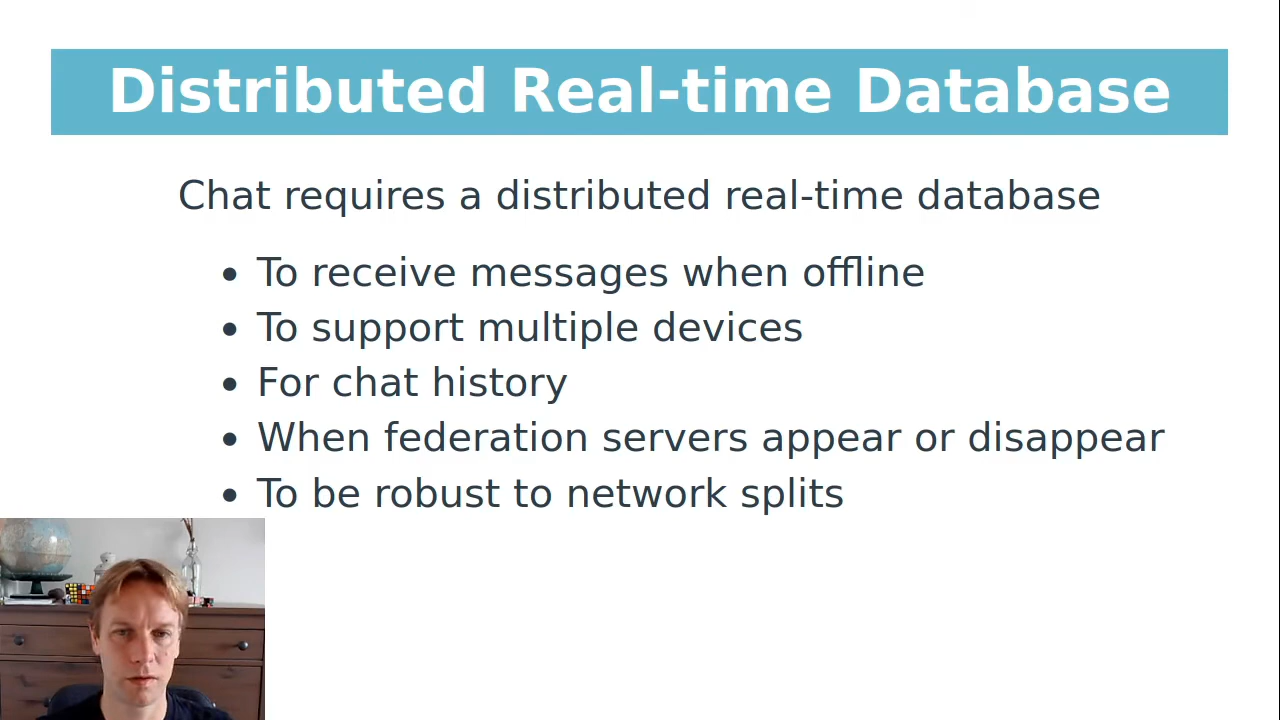 Distributed Real-time Database
Chat requires a distributed real-time database
• To receive messages when offline
• To support multiple devices
• For chat history
• When federation servers appear or disappear
• To be robust to network splits